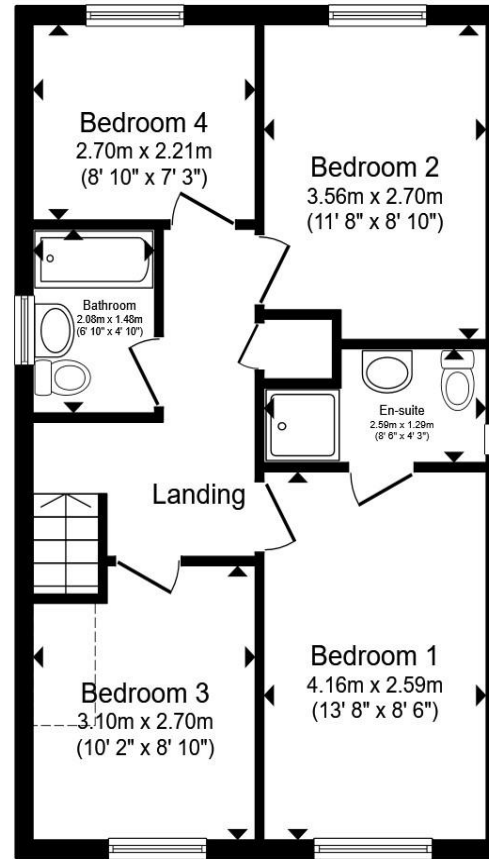 Bedroom 4
2.70m x 2.21m
(8' 10" x 7' 3")
Bedroom 2
3.56m x 2.70m
(11' 8" x 8' 10")
Bathroom
2.08m x 1.48m
(6' 10" x 4' 10")
En-suite
2.59m x 1.29m
(8' 6" x 4' 3")
Landing
Bedroom 3
3.10m x 2.70m
(10' 2" x 8' 10")
Bedroom 1
4.16m x 2.59m
(13' 8" x 8' 6")